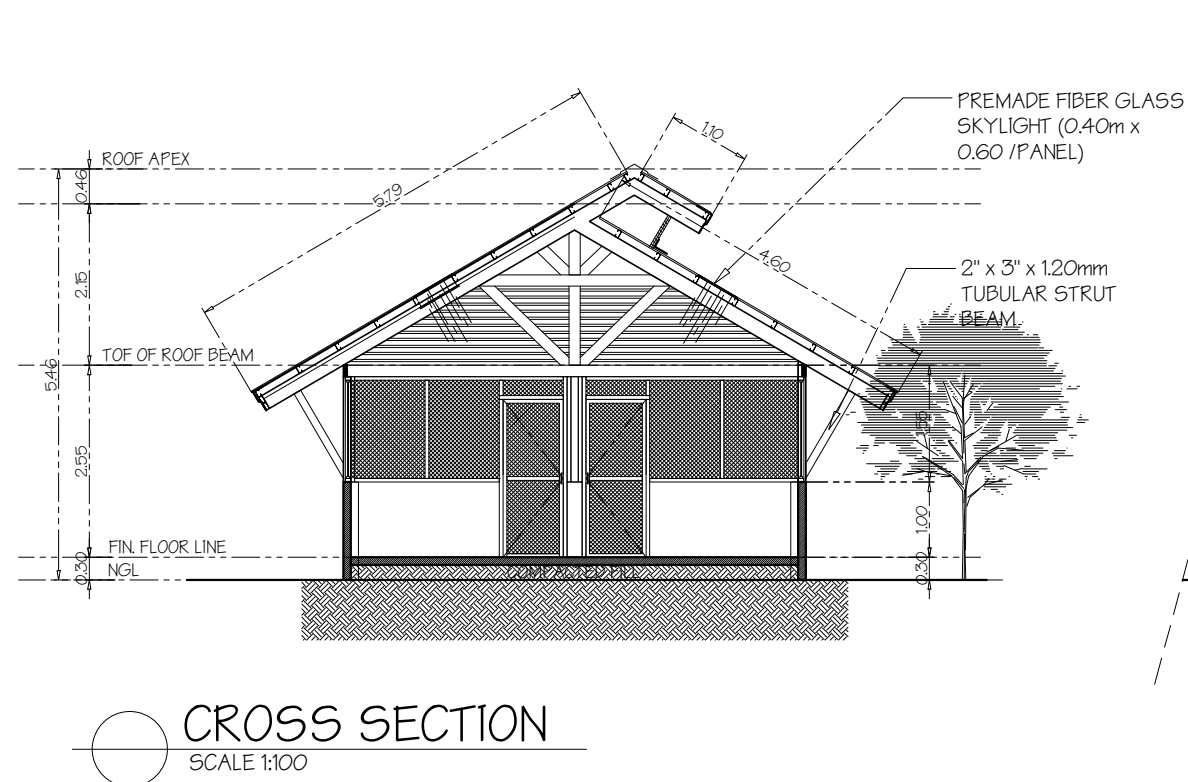 PREMADE FIBER GLASS
SKYLIGHT (0.40m x
0.60 /PANEL)
1.10
ROOF APEX
0.46
5.79
4.60
2" x 3" x 1.20mm
TUBULAR STRUT
BEAM
2.15
TOF OF ROOF BEAM
5.46
2.55
1.00
FIN. FLOOR LINE
NGL
0.30
0.30
COMPACTED FILL
CROSS SECTION
SCALE 1:100